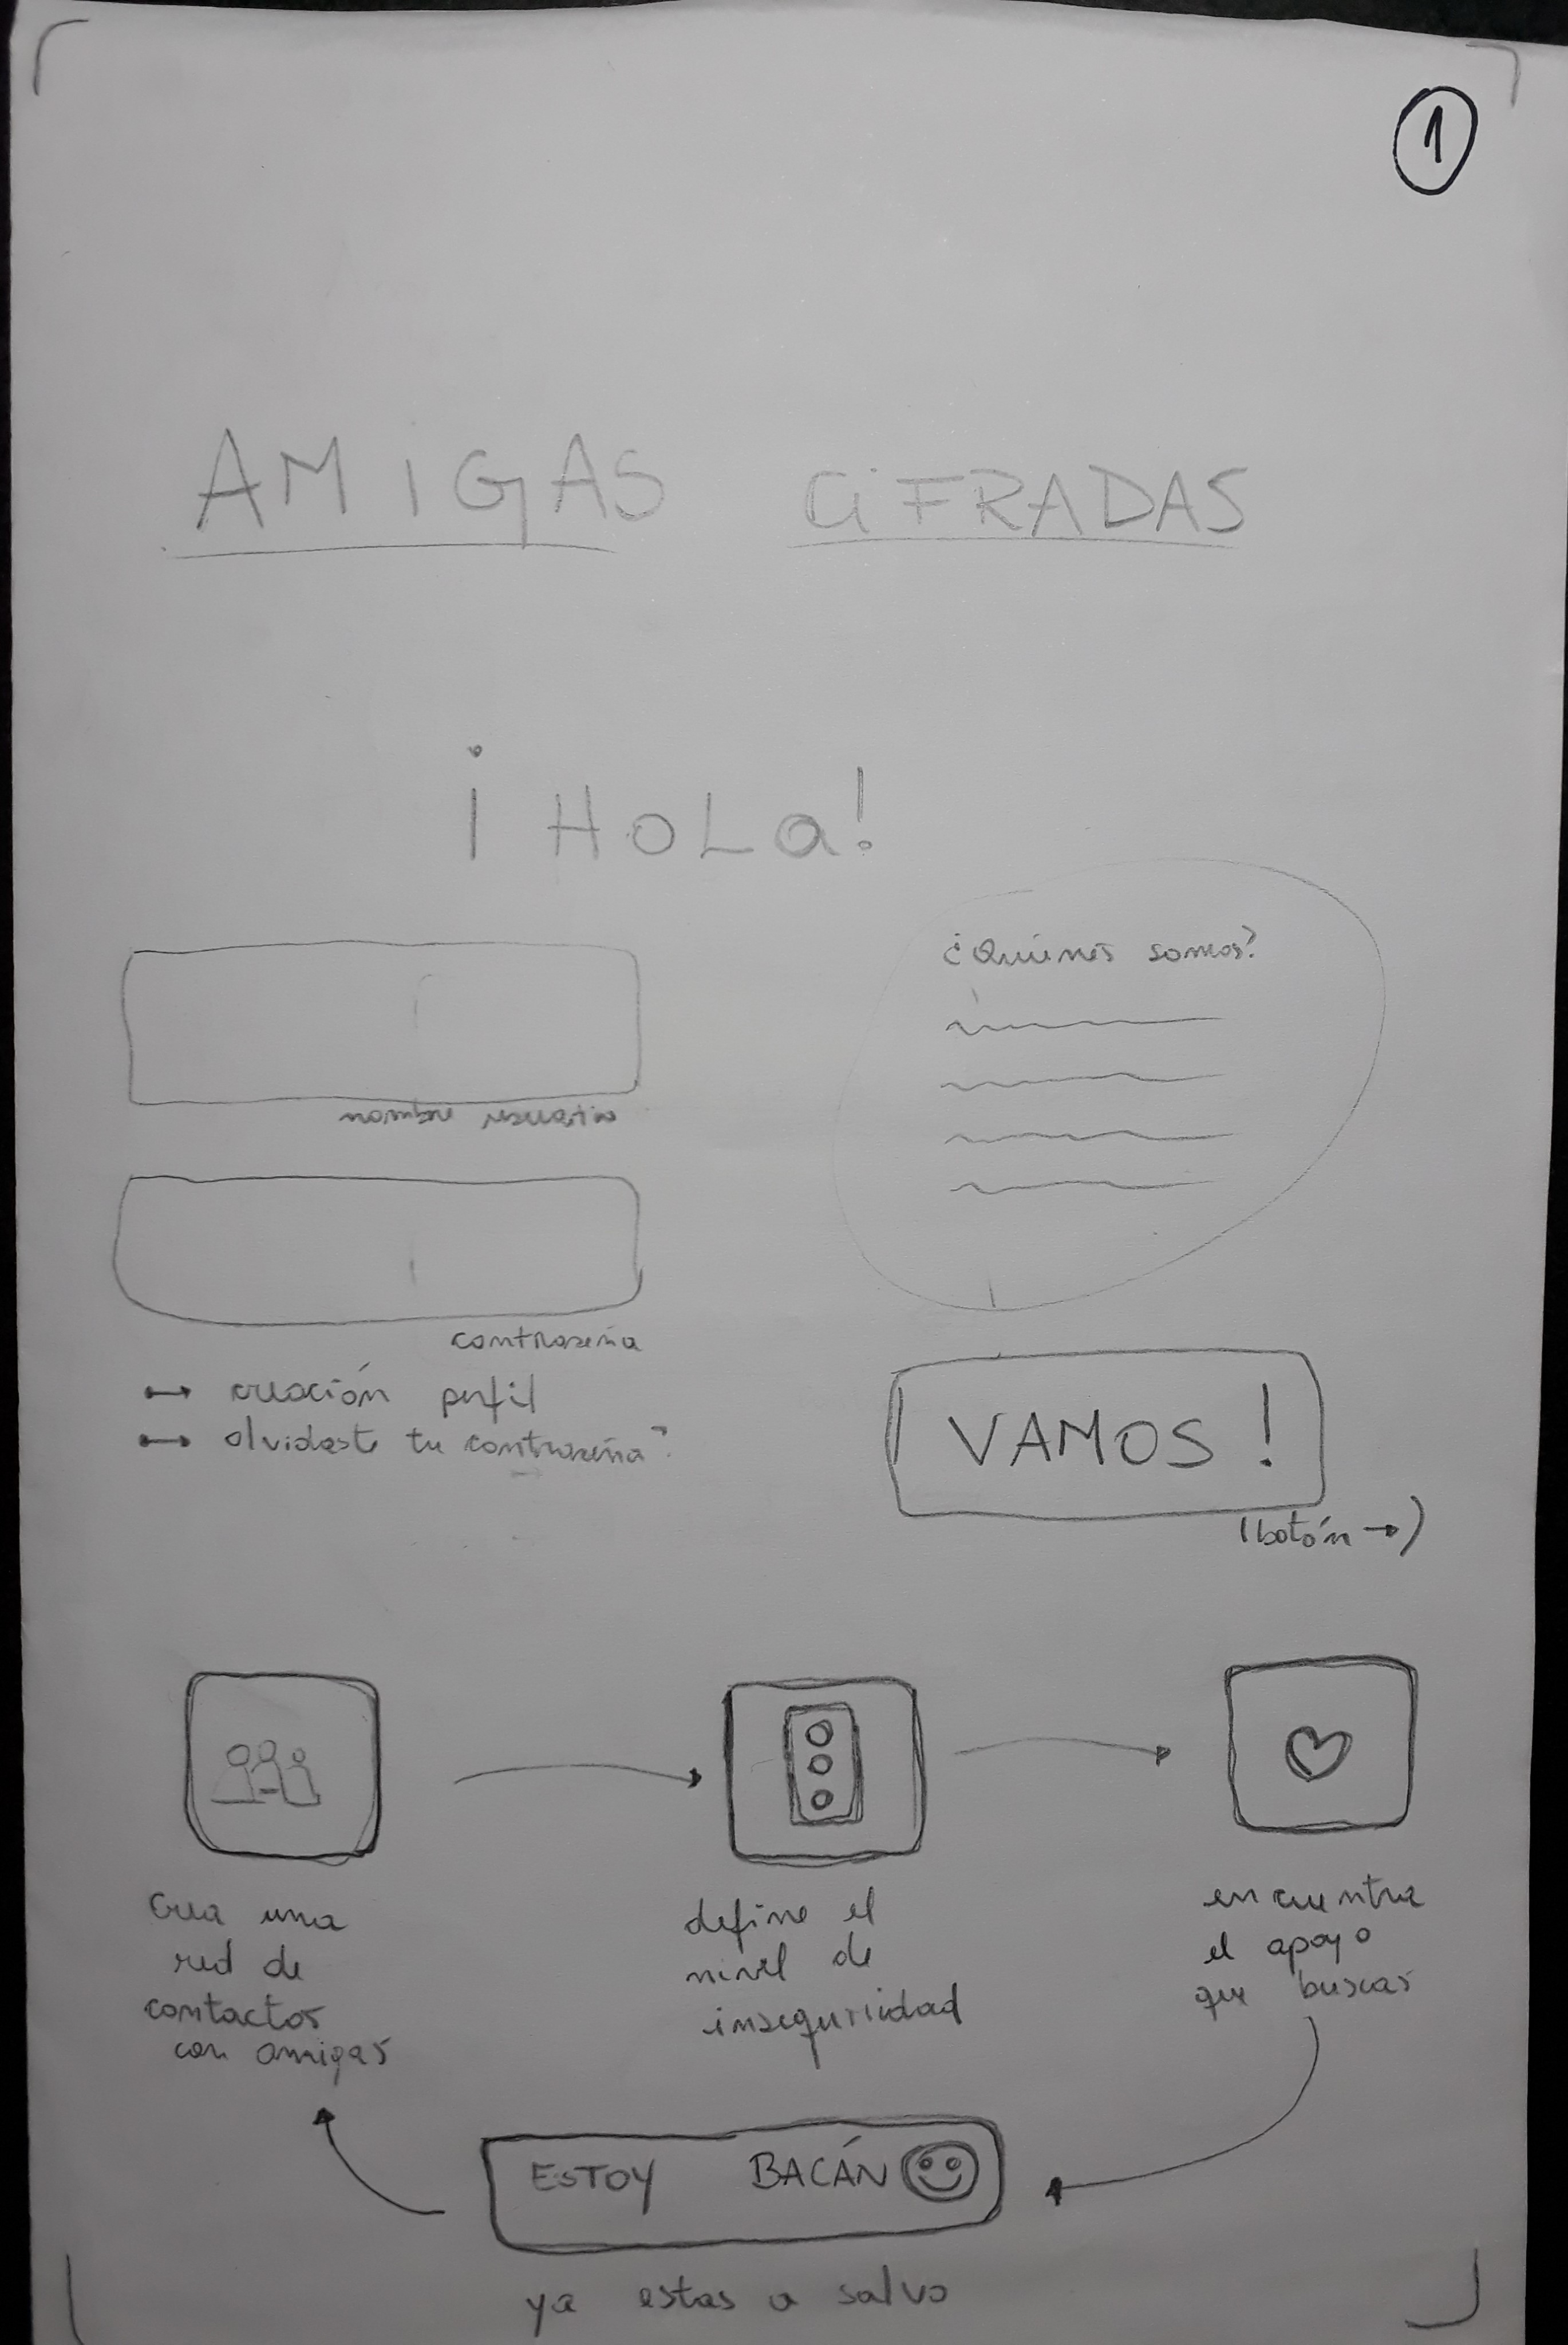 1
AMIGAS CiFRADAS
¡HOLa!
¿Quienes somos?
nombre usuario
contraseña
creación perfil
olvidaste tu contraseña?
¡VAMOS!
(botón →)
crea una
red de
contactos
con amigas
define el
nivel de
inseguridad
encuentra
el apoyo
que buscas
ESTOY BACÁN
ya estas a salvo